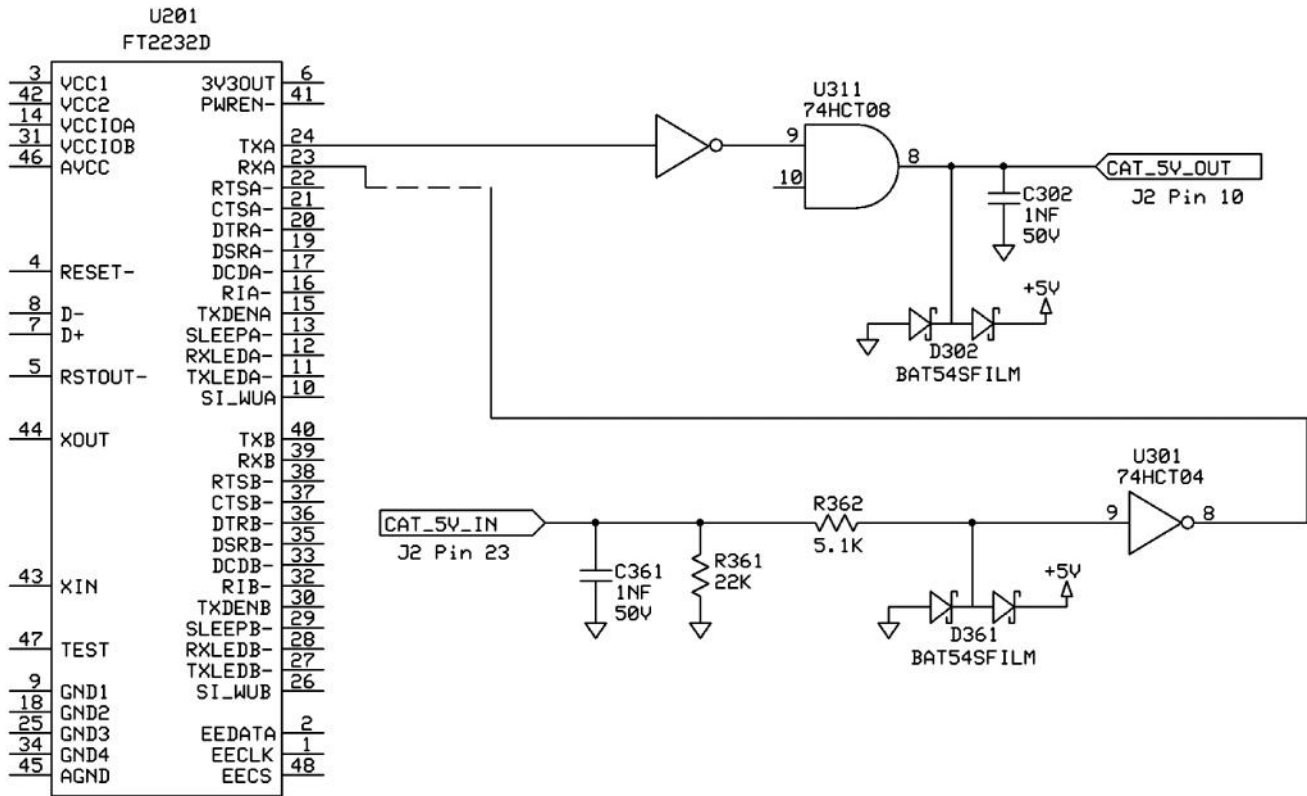 U201
FT2232D
3 VCC1
42 VCC2
14 VCCIOA
31 VCCIOB
46 AVCC
4 RESET-
8 D-
7 D+
5 RSTOUT-
44 XOUT
43 XIN
47 TEST
9 GND1
18 GND2
25 GND3
34 GND4
45 AGND
3V3OUT 6
PWREN- 41
TXA 24
RXA 23
RTSA- 22
CTSA- 21
DTRA- 20
DSRA- 19
DCDA- 17
RIA- 16
TXDENA 15
SLEEPA- 13
RXLEDA- 12
TXLEDA- 11
SI_WUA 10
TXB 40
RXB 39
RTSB- 38
CTSB- 37
DTRB- 36
DSRB- 35
DCDB- 33
RIB- 32
TXDENB 30
SLEEPB- 29
RXLEDB- 28
TXLEDB- 27
SI_WUB 26
EEDATA 2
EECLK 1
EECS 48
U311
74HCT08
9
10
8
CAT_5V_OUT
J2 Pin 10
C302
1NF
50V
+5V
D302
BAT54SFILM
CAT_5V_IN
J2 Pin 23
C361
1NF
50V
R361
22K
R362
5.1K
U301
74HCT04
9
8
+5V
D361
BAT54SFILM